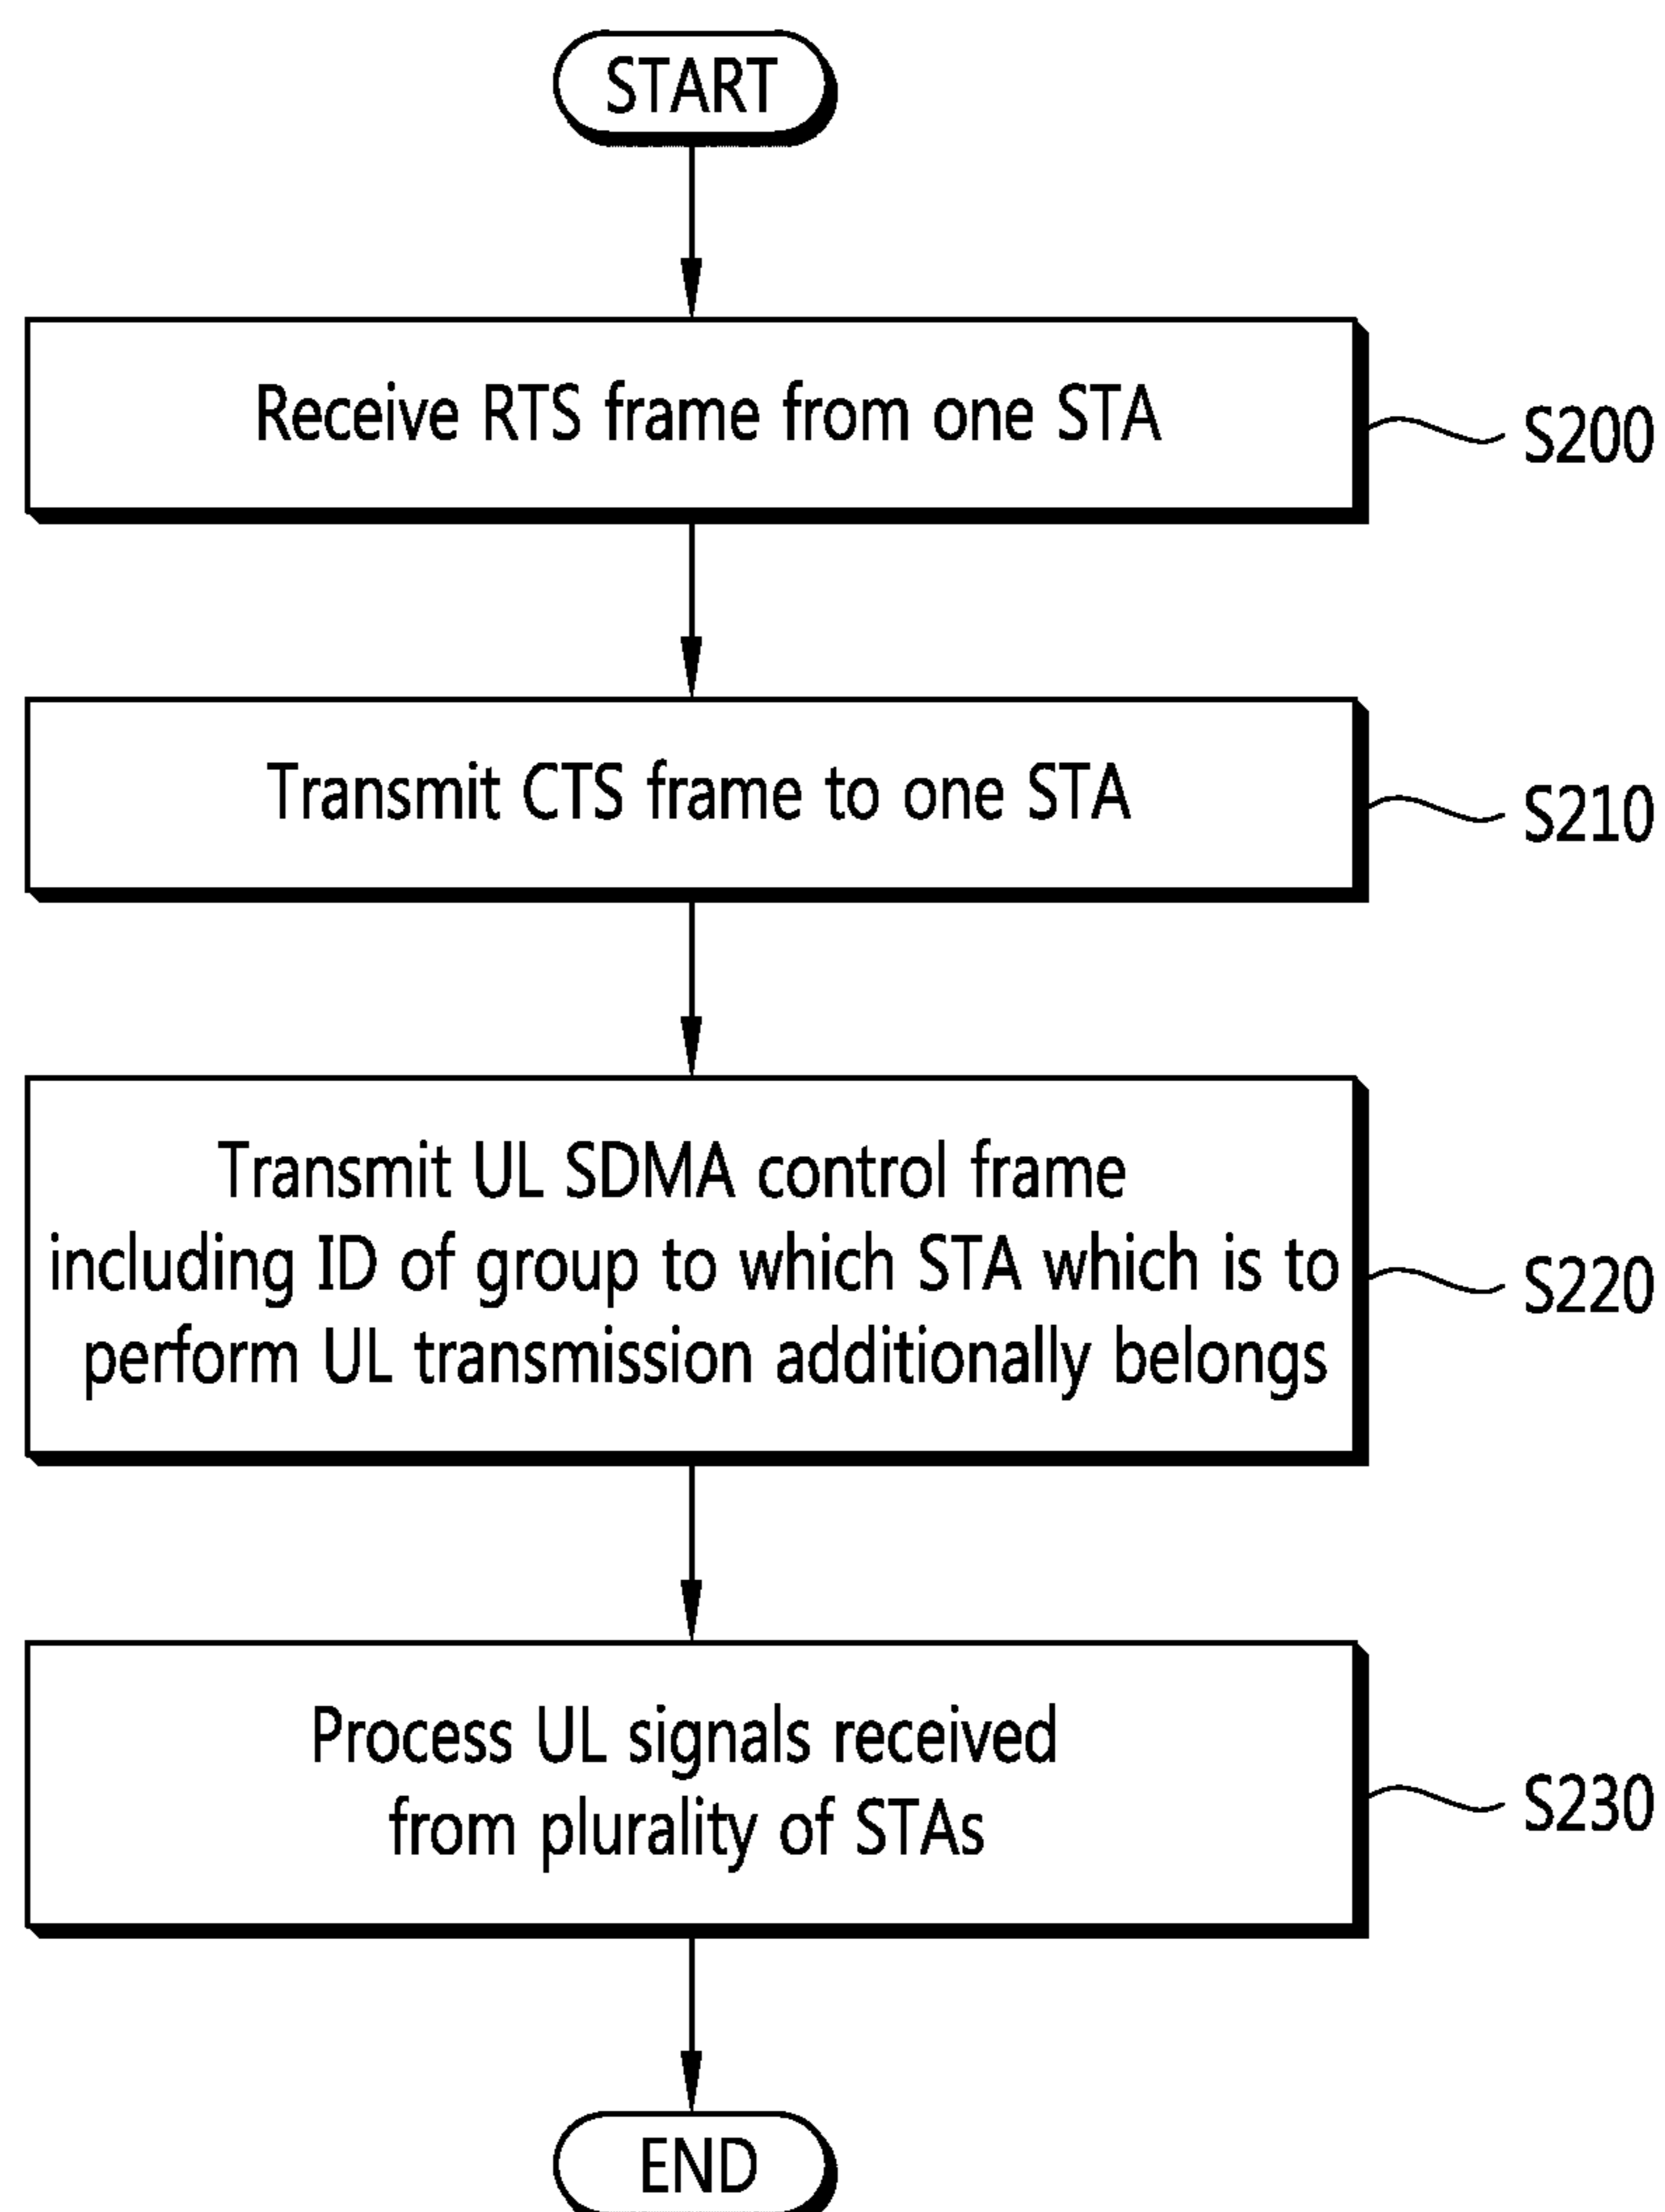 START
Receive RTS frame from one STA
S200
Transmit CTS frame to one STA
S210
Transmit UL SDMA control frame
including ID of group to which STA which is to
perform UL transmission additionally belongs
S220
Process UL signals received
from plurality of STAs
S230
END